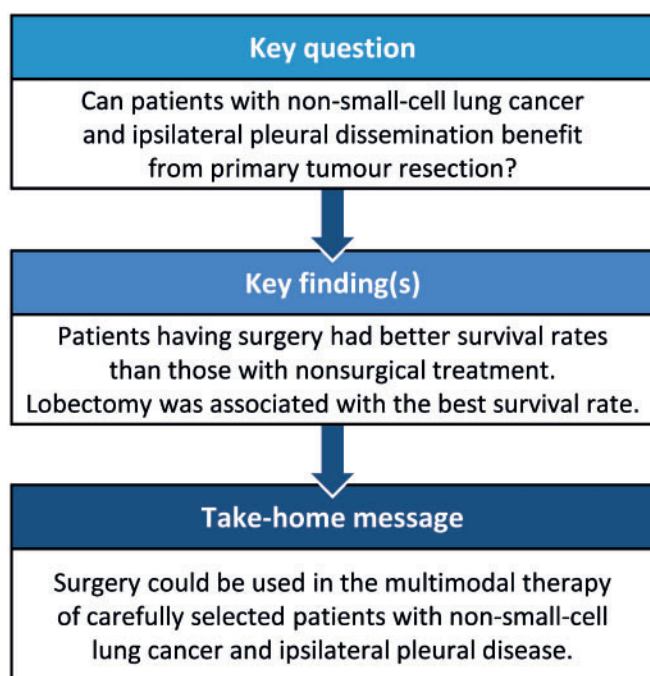 Key question
Can patients with non-small-cell lung cancer
and ipsilateral pleural dissemination benefit
from primary tumour resection?
Key finding(s)
Patients having surgery had better survival rates
than those with nonsurgical treatment.
Lobectomy was associated with the best survival rate.
Take-home message
Surgery could be used in the multimodal therapy
of carefully selected patients with non-small-cell
lung cancer and ipsilateral pleural disease.